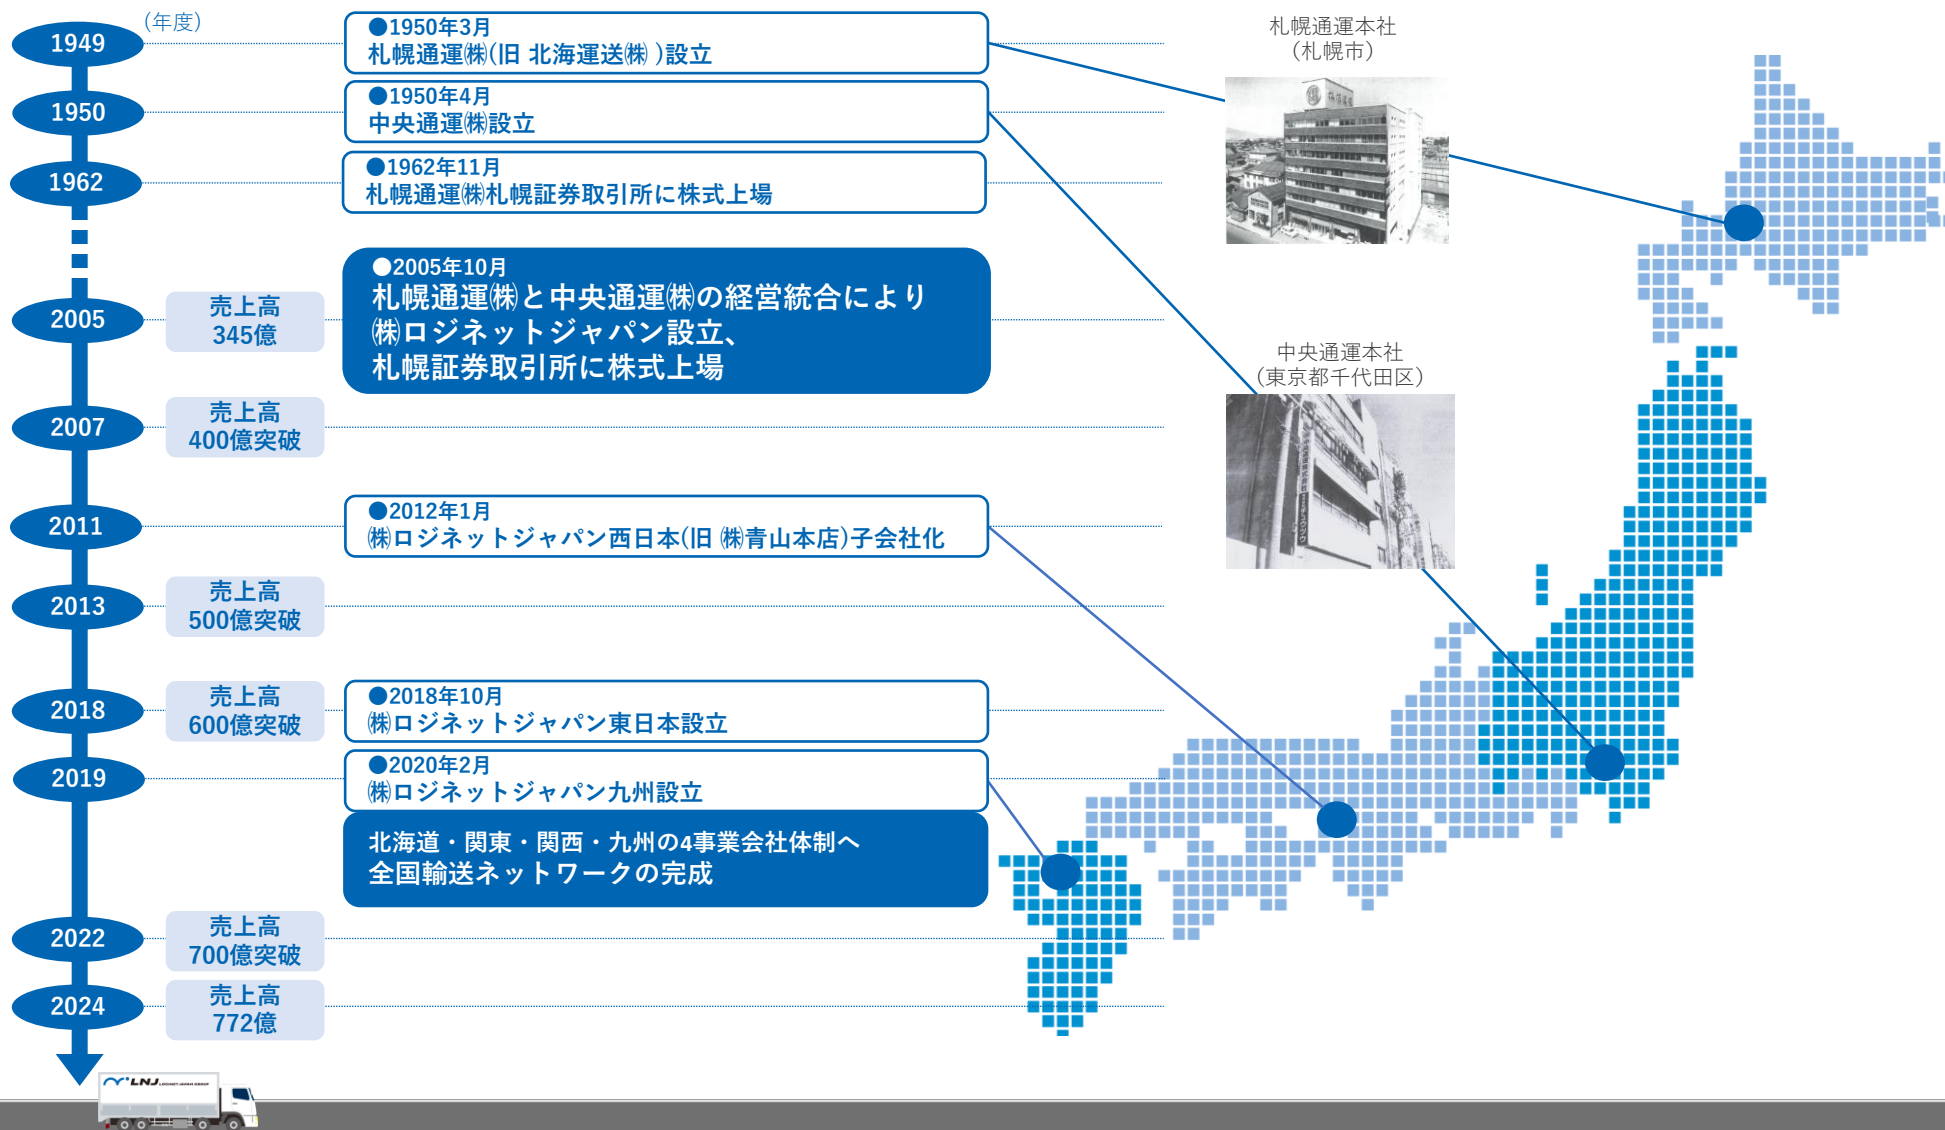 (年度)
1949
●1950年3月
札幌通運㈱(旧 北海運送㈱ )設立
1950
●1950年4月
中央通運㈱設立
1962
●1962年11月
札幌通運㈱札幌証券取引所に株式上場
2005
売上高
345億
●2005年10月
札幌通運㈱と中央通運㈱の経営統合により
㈱ロジネットジャパン設立、
札幌証券取引所に株式上場
2007
売上高
400億突破
2011
●2012年1月
㈱ロジネットジャパン西日本(旧 ㈱青山本店)子会社化
2013
売上高
500億突破
2018
売上高
600億突破
●2018年10月
㈱ロジネットジャパン東日本設立
2019
●2020年2月
㈱ロジネットジャパン九州設立
北海道・関東・関西・九州の4事業会社体制へ
全国輸送ネットワークの完成
2022
売上高
700億突破
2024
売上高
772億
札幌通運本社
(札幌市)
中央通運本社
(東京都千代田区)
LNJ LOGINET JAPAN GROUP